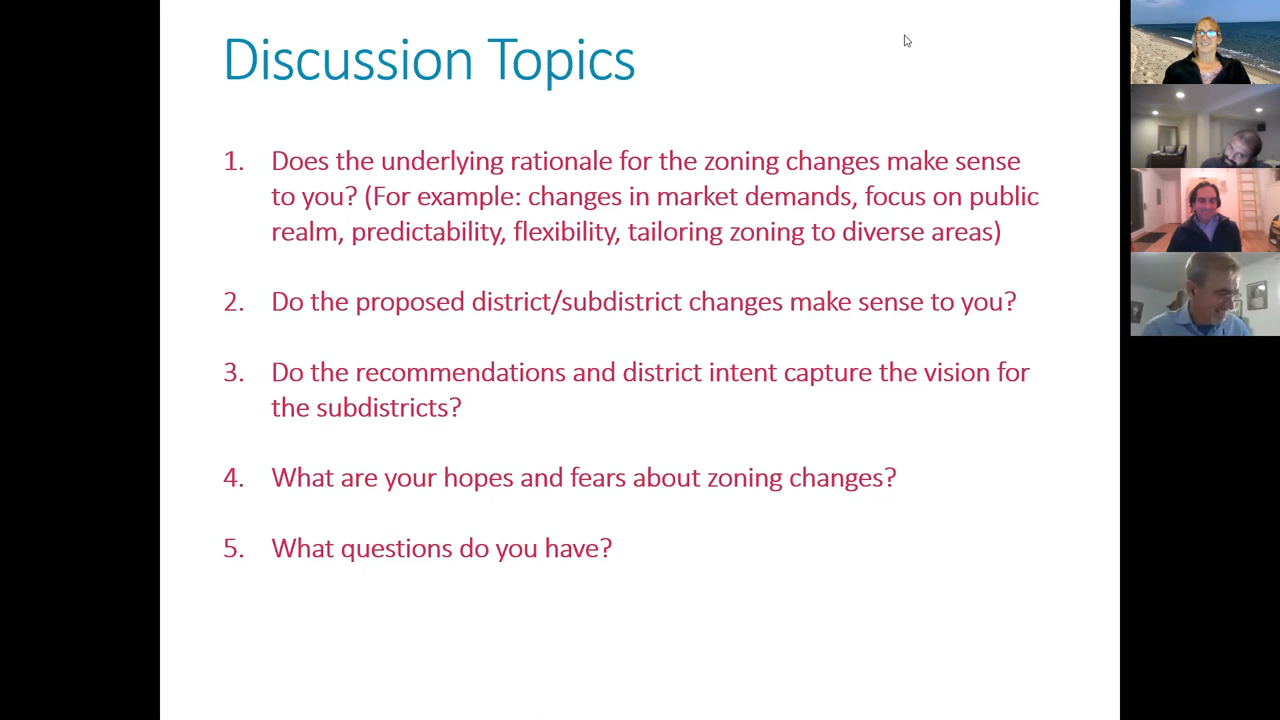 Discussion Topics
1. Does the underlying rationale for the zoning changes make sense
to you? (For example: changes in market demands, focus on public
realm, predictability, flexibility, tailoring zoning to diverse areas)
2. Do the proposed district/subdistrict changes make sense to you?
3. Do the recommendations and district intent capture the vision for
the subdistricts?
4. What are your hopes and fears about zoning changes?
5. What questions do you have?